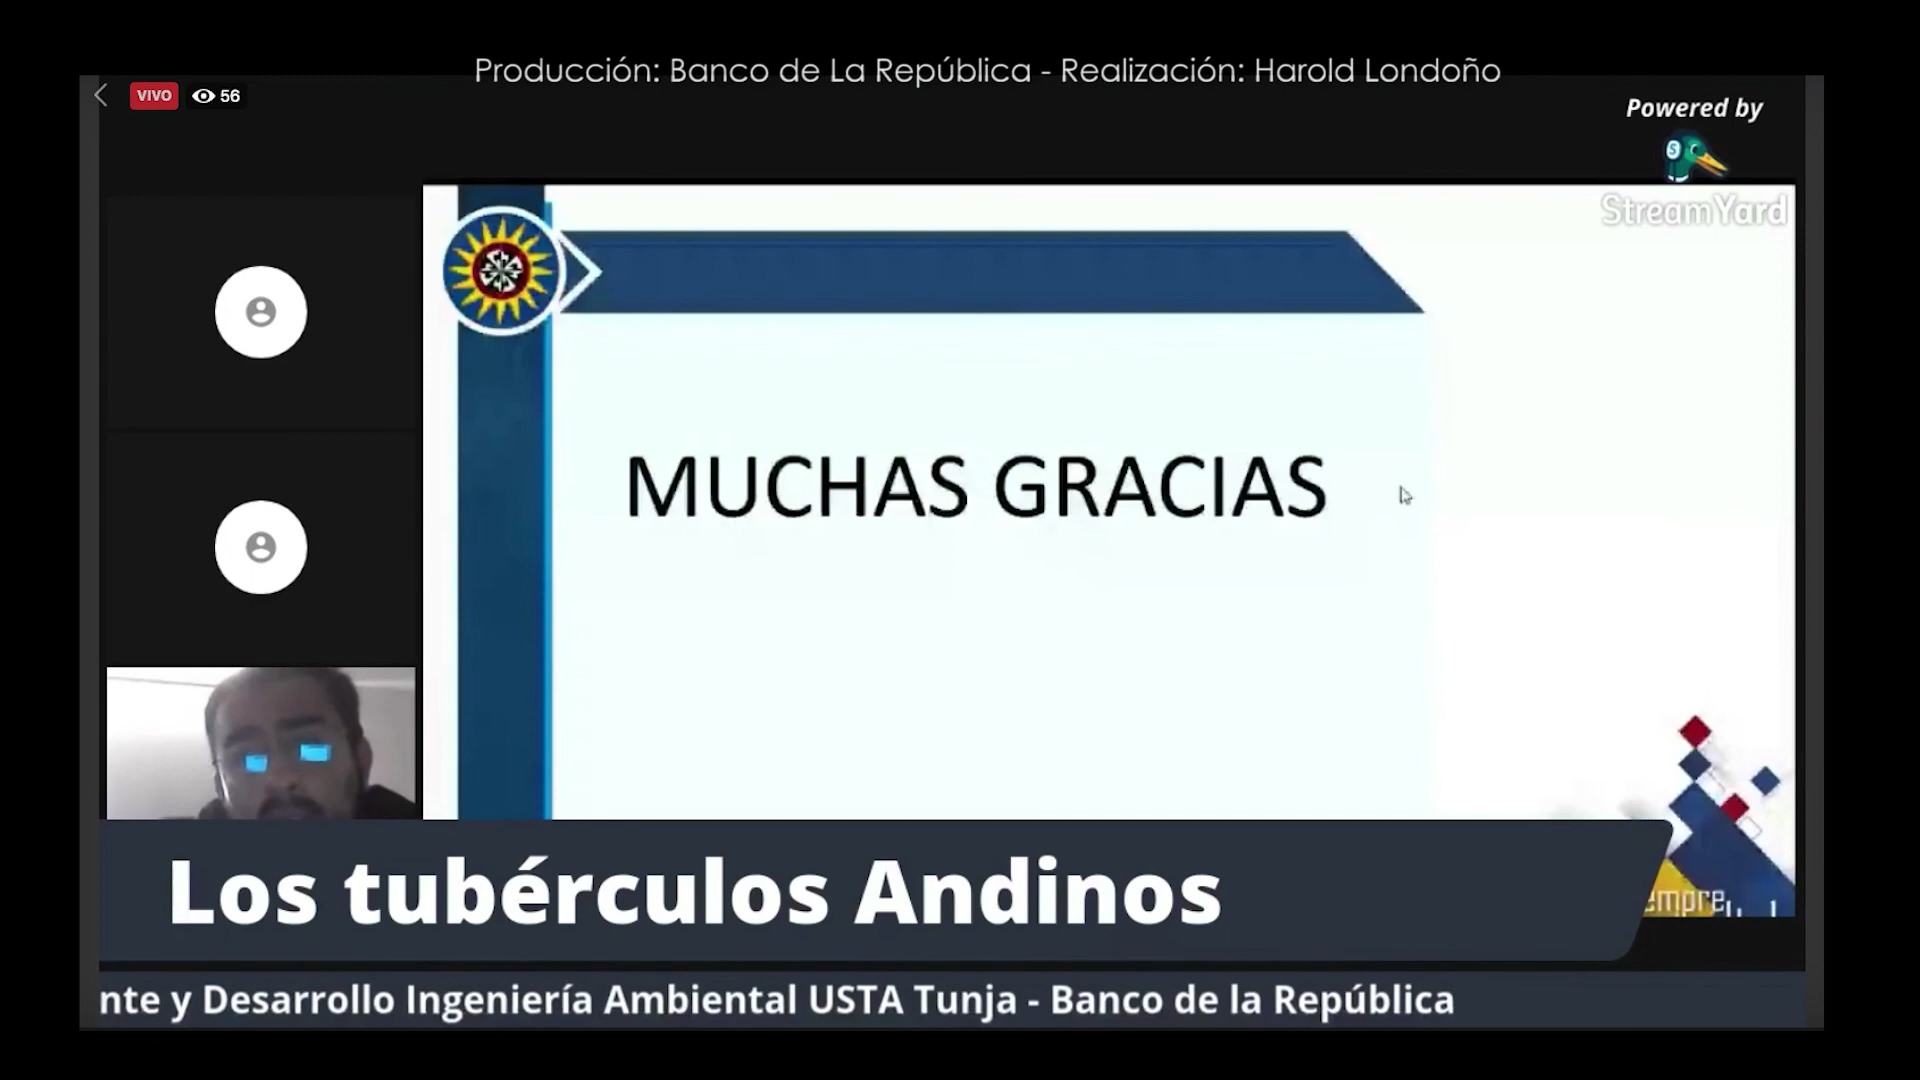 Producción: Banco de La República - Realización: Harold Londoño
VIVO 56
Powered by
StreamYard
MUCHAS GRACIAS
Los tubérculos Andinos
nte y Desarrollo Ingeniería Ambiental USTA Tunja - Banco de la República